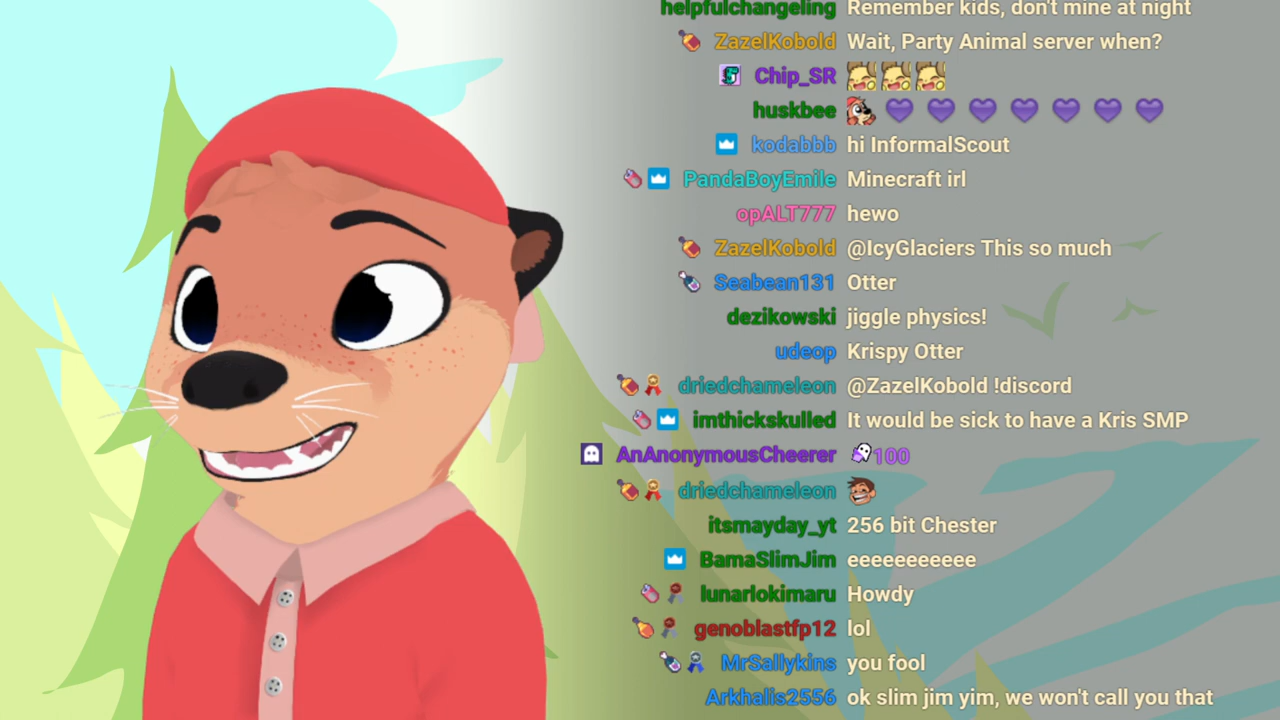 helpfulchangeling Remember kids, don't mine at night
ZazelKobold Wait, Party Animal server when?
Chip_SR
huskbee
kodabbb hi InformalScout
PandaBoyEmile Minecraft irl
opALT777 hewo
ZazelKobold @IcyGlaciers This so much
Seabean131 Otter
dezikowski jiggle physics!
udeop Krispy Otter
driedchameleon @ZazelKobold !discord
imthickskulled It would be sick to have a Kris SMP
AnAnonymousCheerer 100
driedchameleon
itsmayday_yt 256 bit Chester
BamaSlimJim eeeeeeeeeee
lunarlokimaru Howdy
genoblastfp12 lol
MrSallykins you fool
Arkhalis2556 ok slim jim yim, we won't call you that